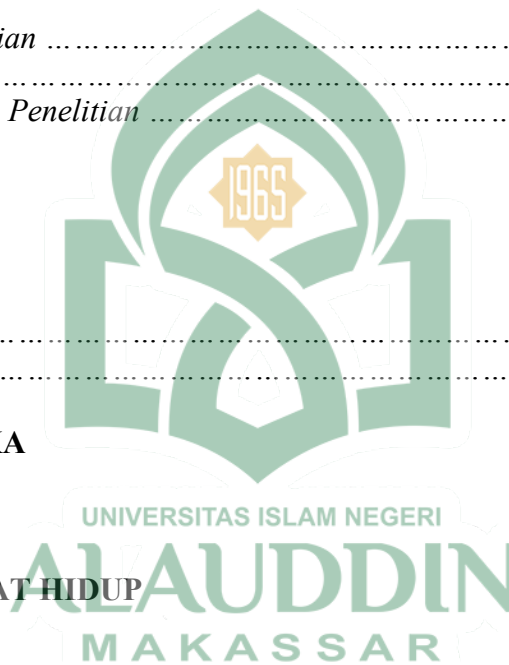 ian ………………………………………………
………………………………………………
Penelitian ………………………………………
1965
………………………………………………
………………………………………………
KA
UNIVERSITAS ISLAM NEGERI
ALAUDDIN
AT HIDUP
MAKASSAR